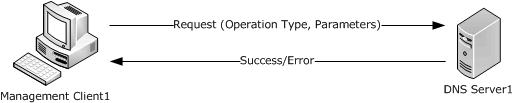 Request (Operation Type, Parameters)
Success/Error
Management Client1
DNS Server1